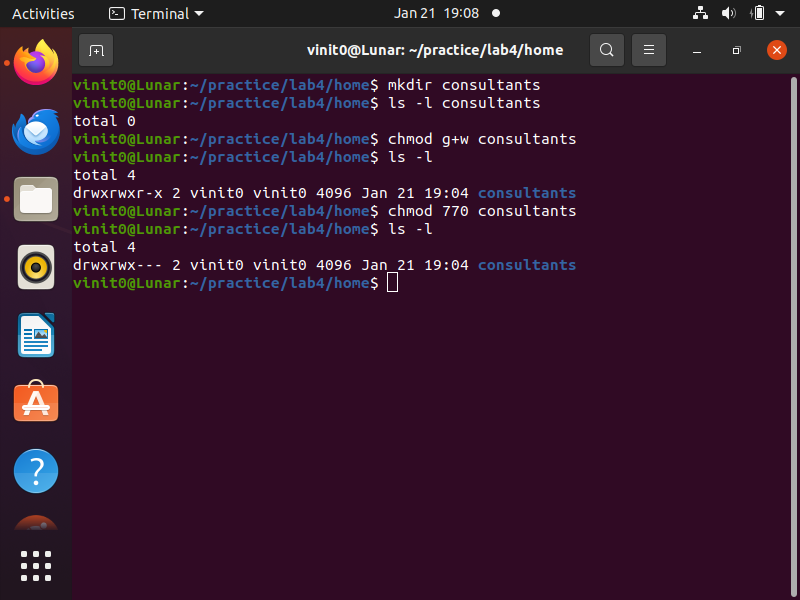 Activities Terminal Jan 21 19:08
vinit0@Lunar: ~/practice/lab4/home
vinit0@Lunar:~/practice/lab4/home$ mkdir consultants
vinit0@Lunar:~/practice/lab4/home$ ls -l consultants
total 0
vinit0@Lunar:~/practice/lab4/home$ chmod g+w consultants
vinit0@Lunar:~/practice/lab4/home$ ls -l
total 4
drwxrwxr-x 2 vinit0 vinit0 4096 Jan 21 19:04 consultants
vinit0@Lunar:~/practice/lab4/home$ chmod 770 consultants
vinit0@Lunar:~/practice/lab4/home$ ls -l
total 4
drwxrwx--- 2 vinit0 vinit0 4096 Jan 21 19:04 consultants
vinit0@Lunar:~/practice/lab4/home$